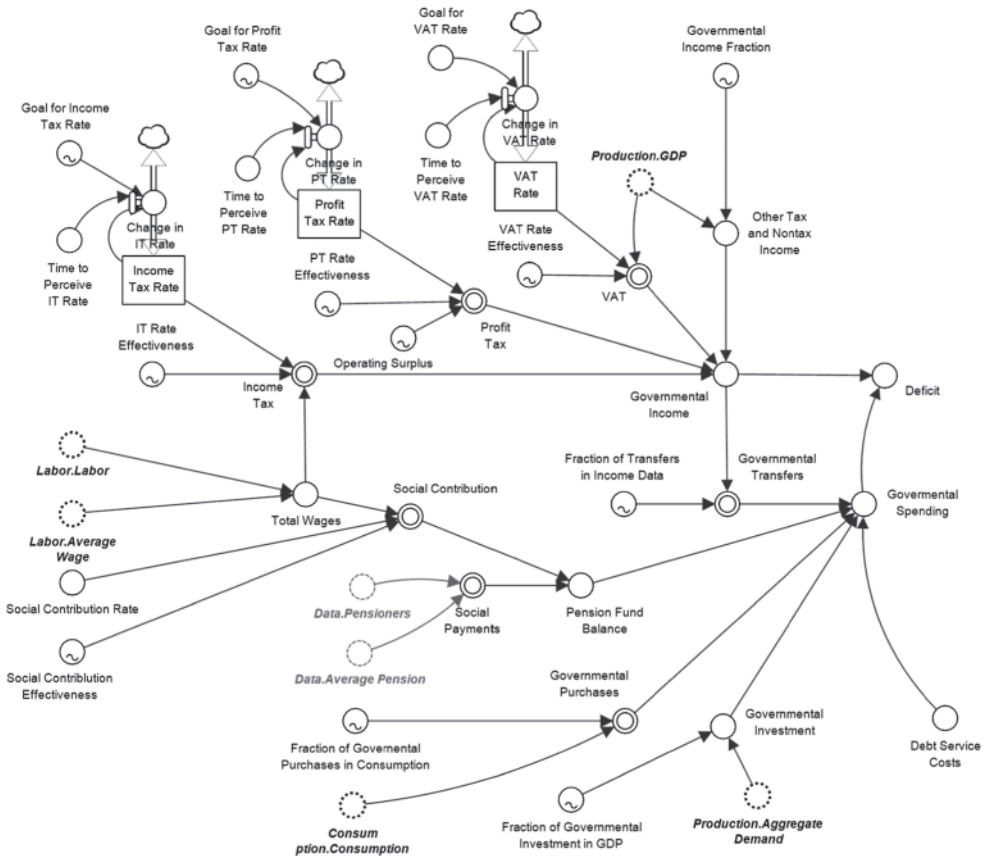 Goal for
VAT Rate
Governmental
Income Fraction
Goal for Profit
Tax Rate
Goal for Income
Tax Rate
Change in
VAT Rate
Time to
Perceive
VAT Rate
VAT
Rate
Production.GDP
Change in
PT Rate
Time to
Perceive
PT Rate
Profit
Tax Rate
Change in
IT Rate
Time to
Perceive
IT Rate
Income
Tax Rate
VAT Rate
Effectiveness
Other Tax
and Nontax
Income
PT Rate
Effectiveness
VAT
IT Rate
Effectiveness
Operating Surplus
Profit
Tax
Income
Tax
Governmental
Income
Deficit
Labor.Labor
Fraction of Transfers
in Income Data
Governmental
Transfers
Social Contribution
Total Wages
Govermental
Spending
Labor.Average
Wage
Social Contribution Rate
Data.Pensioners
Social
Payments
Pension Fund
Balance
Social Contriblution
Effectiveness
Data.Average Pension
Governmental
Purchases
Governmental
Investment
Fraction of Govenental
Purchases in Consumption
Debt Service
Costs
Consum
ption.Consumption
Fraction of Governmental
Investment in GDP
Production.Aggregate
Demand